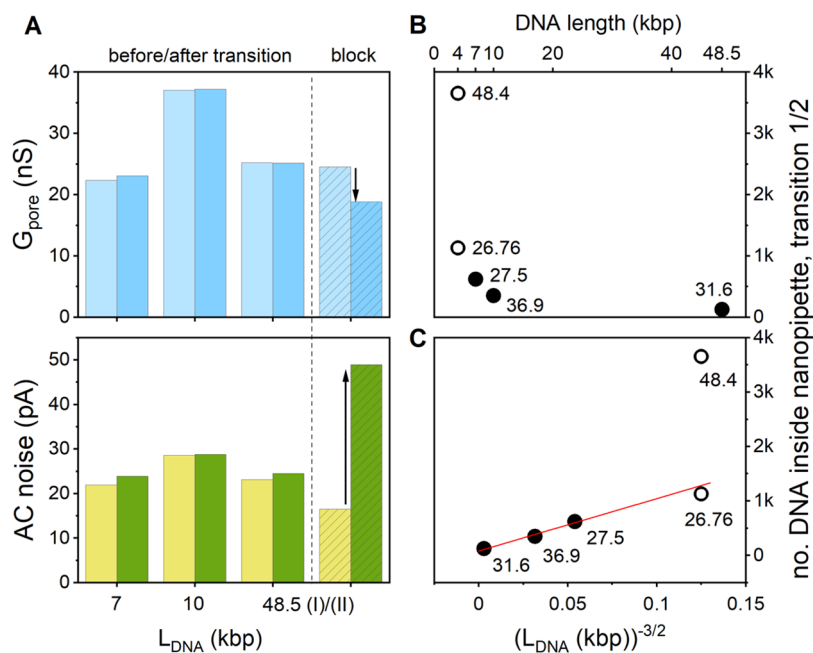 A
before/after transition
block
G_pore (nS)
40
30
20
10
0
AC noise (pA)
50
40
30
20
10
0
7
10
48.5 (I)/(II)
L_DNA (kbp)
B
DNA length (kbp)
0
4
7
10
20
40
48.5
48.4
26.76
27.5
36.9
31.6
4k
3k
2k
1k
0
C
48.4
26.76
27.5
36.9
31.6
4k
3k
2k
1k
0
0
0.05
0.1
0.15
(L_DNA (kbp))^-3/2
no. DNA inside nanopipette, transition 1/2